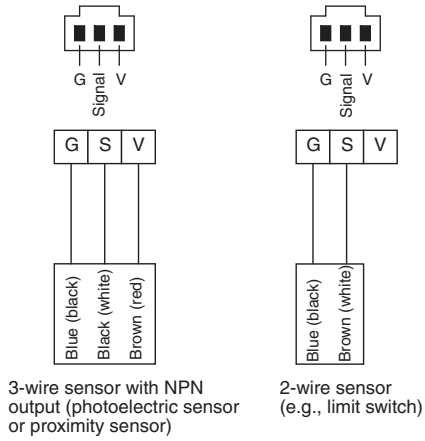 G Signal V
G Signal V
G S V
G S V
Blue (black)
Black (white)
Brown (red)
Blue (black)
Brown (white)
3-wire sensor with NPN
output (photoelectric sensor
or proximity sensor)
2-wire sensor
(e.g., limit switch)